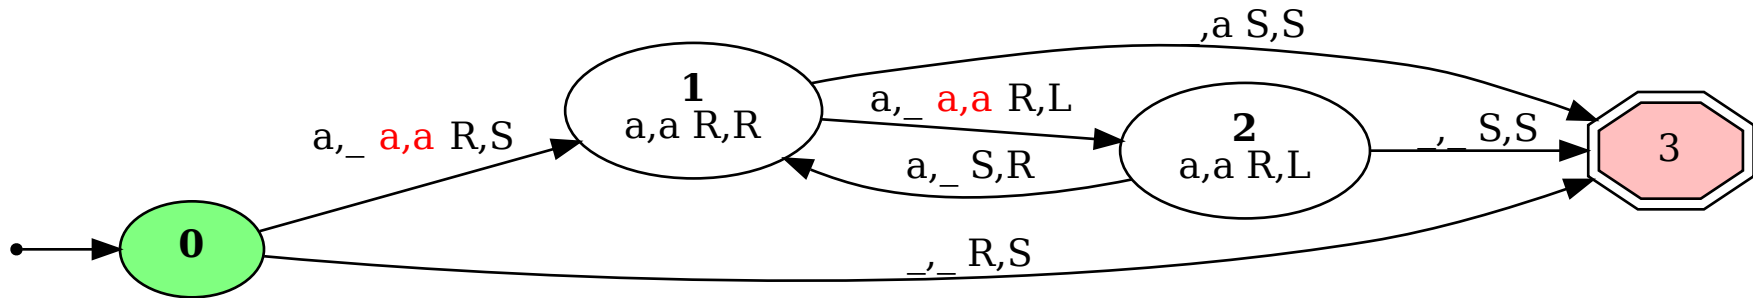 _,a S,S
1
a,a R,R
a,_ a,a R,L
2
a,a R,L
_,_ S,S
3
a,_ a,a R,S
a,_ S,R
0
_,_ R,S